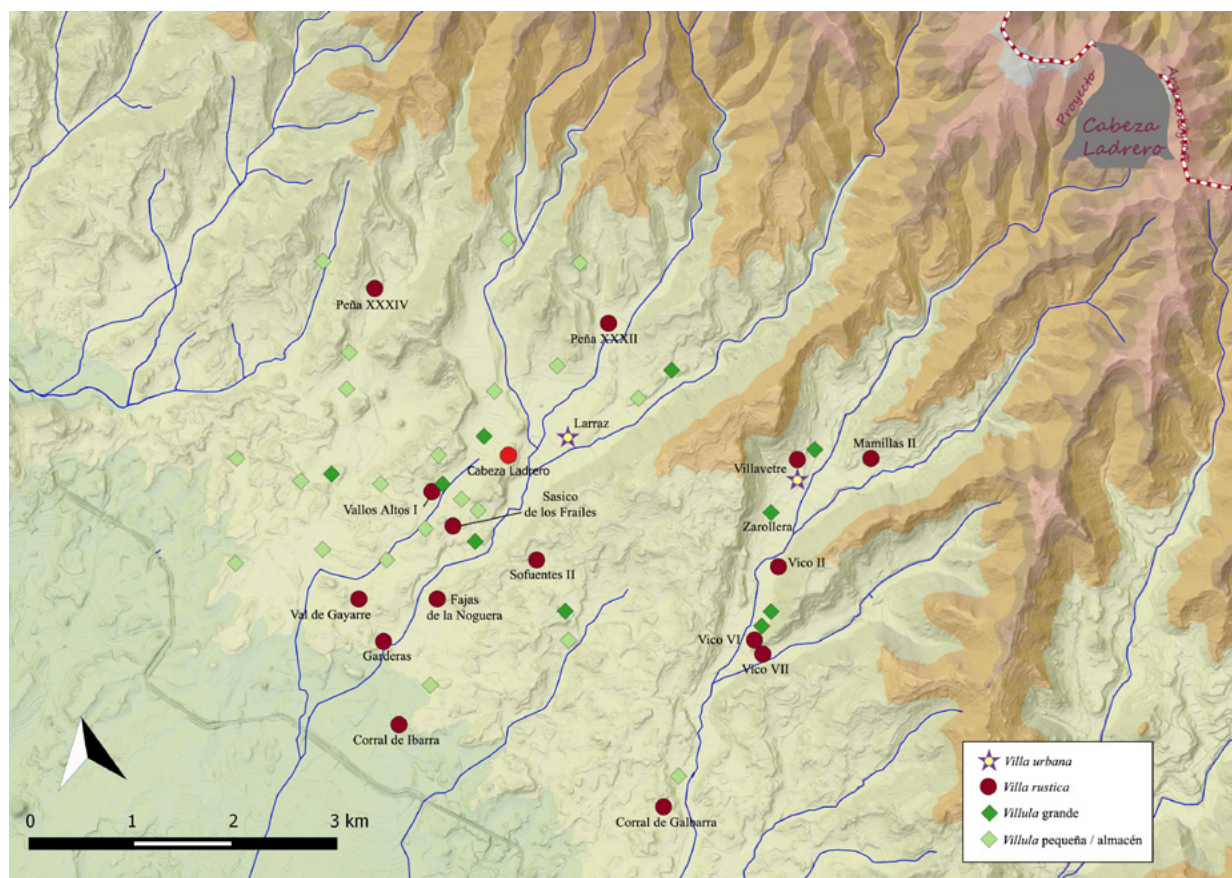 Proyecto
Cabeza
Ladrero
Peña XXXIV
Peña XXXII
Larraz
Cabeza Ladrero
Mamillas II
Villavetre
Vallos Altos I
Sasico
de los Fraíles
Zarollera
Sofuentes II
Vico II
Val de Gayarre
Fajas
de la Noguera
Garderas
Vico VI
Vico VII
Corral de Ibarra
Corral de Galbarra
Villa urbana
Villa rustica
Villula grande
Villula pequeña / almacén
0 1 2 3 km